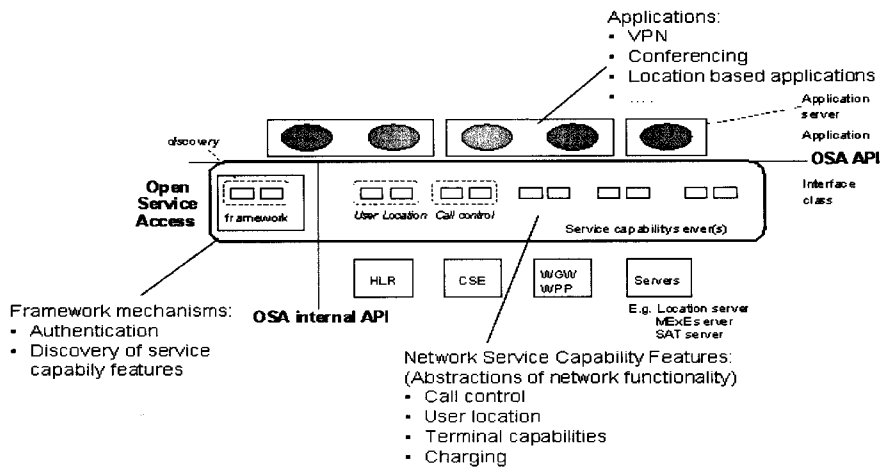 Applications:
▪ VPN
▪ Conferencing
▪ Location based applications
▪ ....
Application
server
discovery
Application
OSA API
Open
Service
Access
Interface
class
framework
User Location
Call control
Service capabilitys erver(s)
HLR
CSE
WGW
WPP
Servers
Framework mechanisms:
▪ Authentication
▪ Discovery of service
capabily features
OSA internal API
E.g. Location server
MExE s erver
SAT server
Network Service Capability Features:
(Abstractions of network functionality)
▪ Call control
▪ User location
▪ Terminal capabilities
▪ Charging